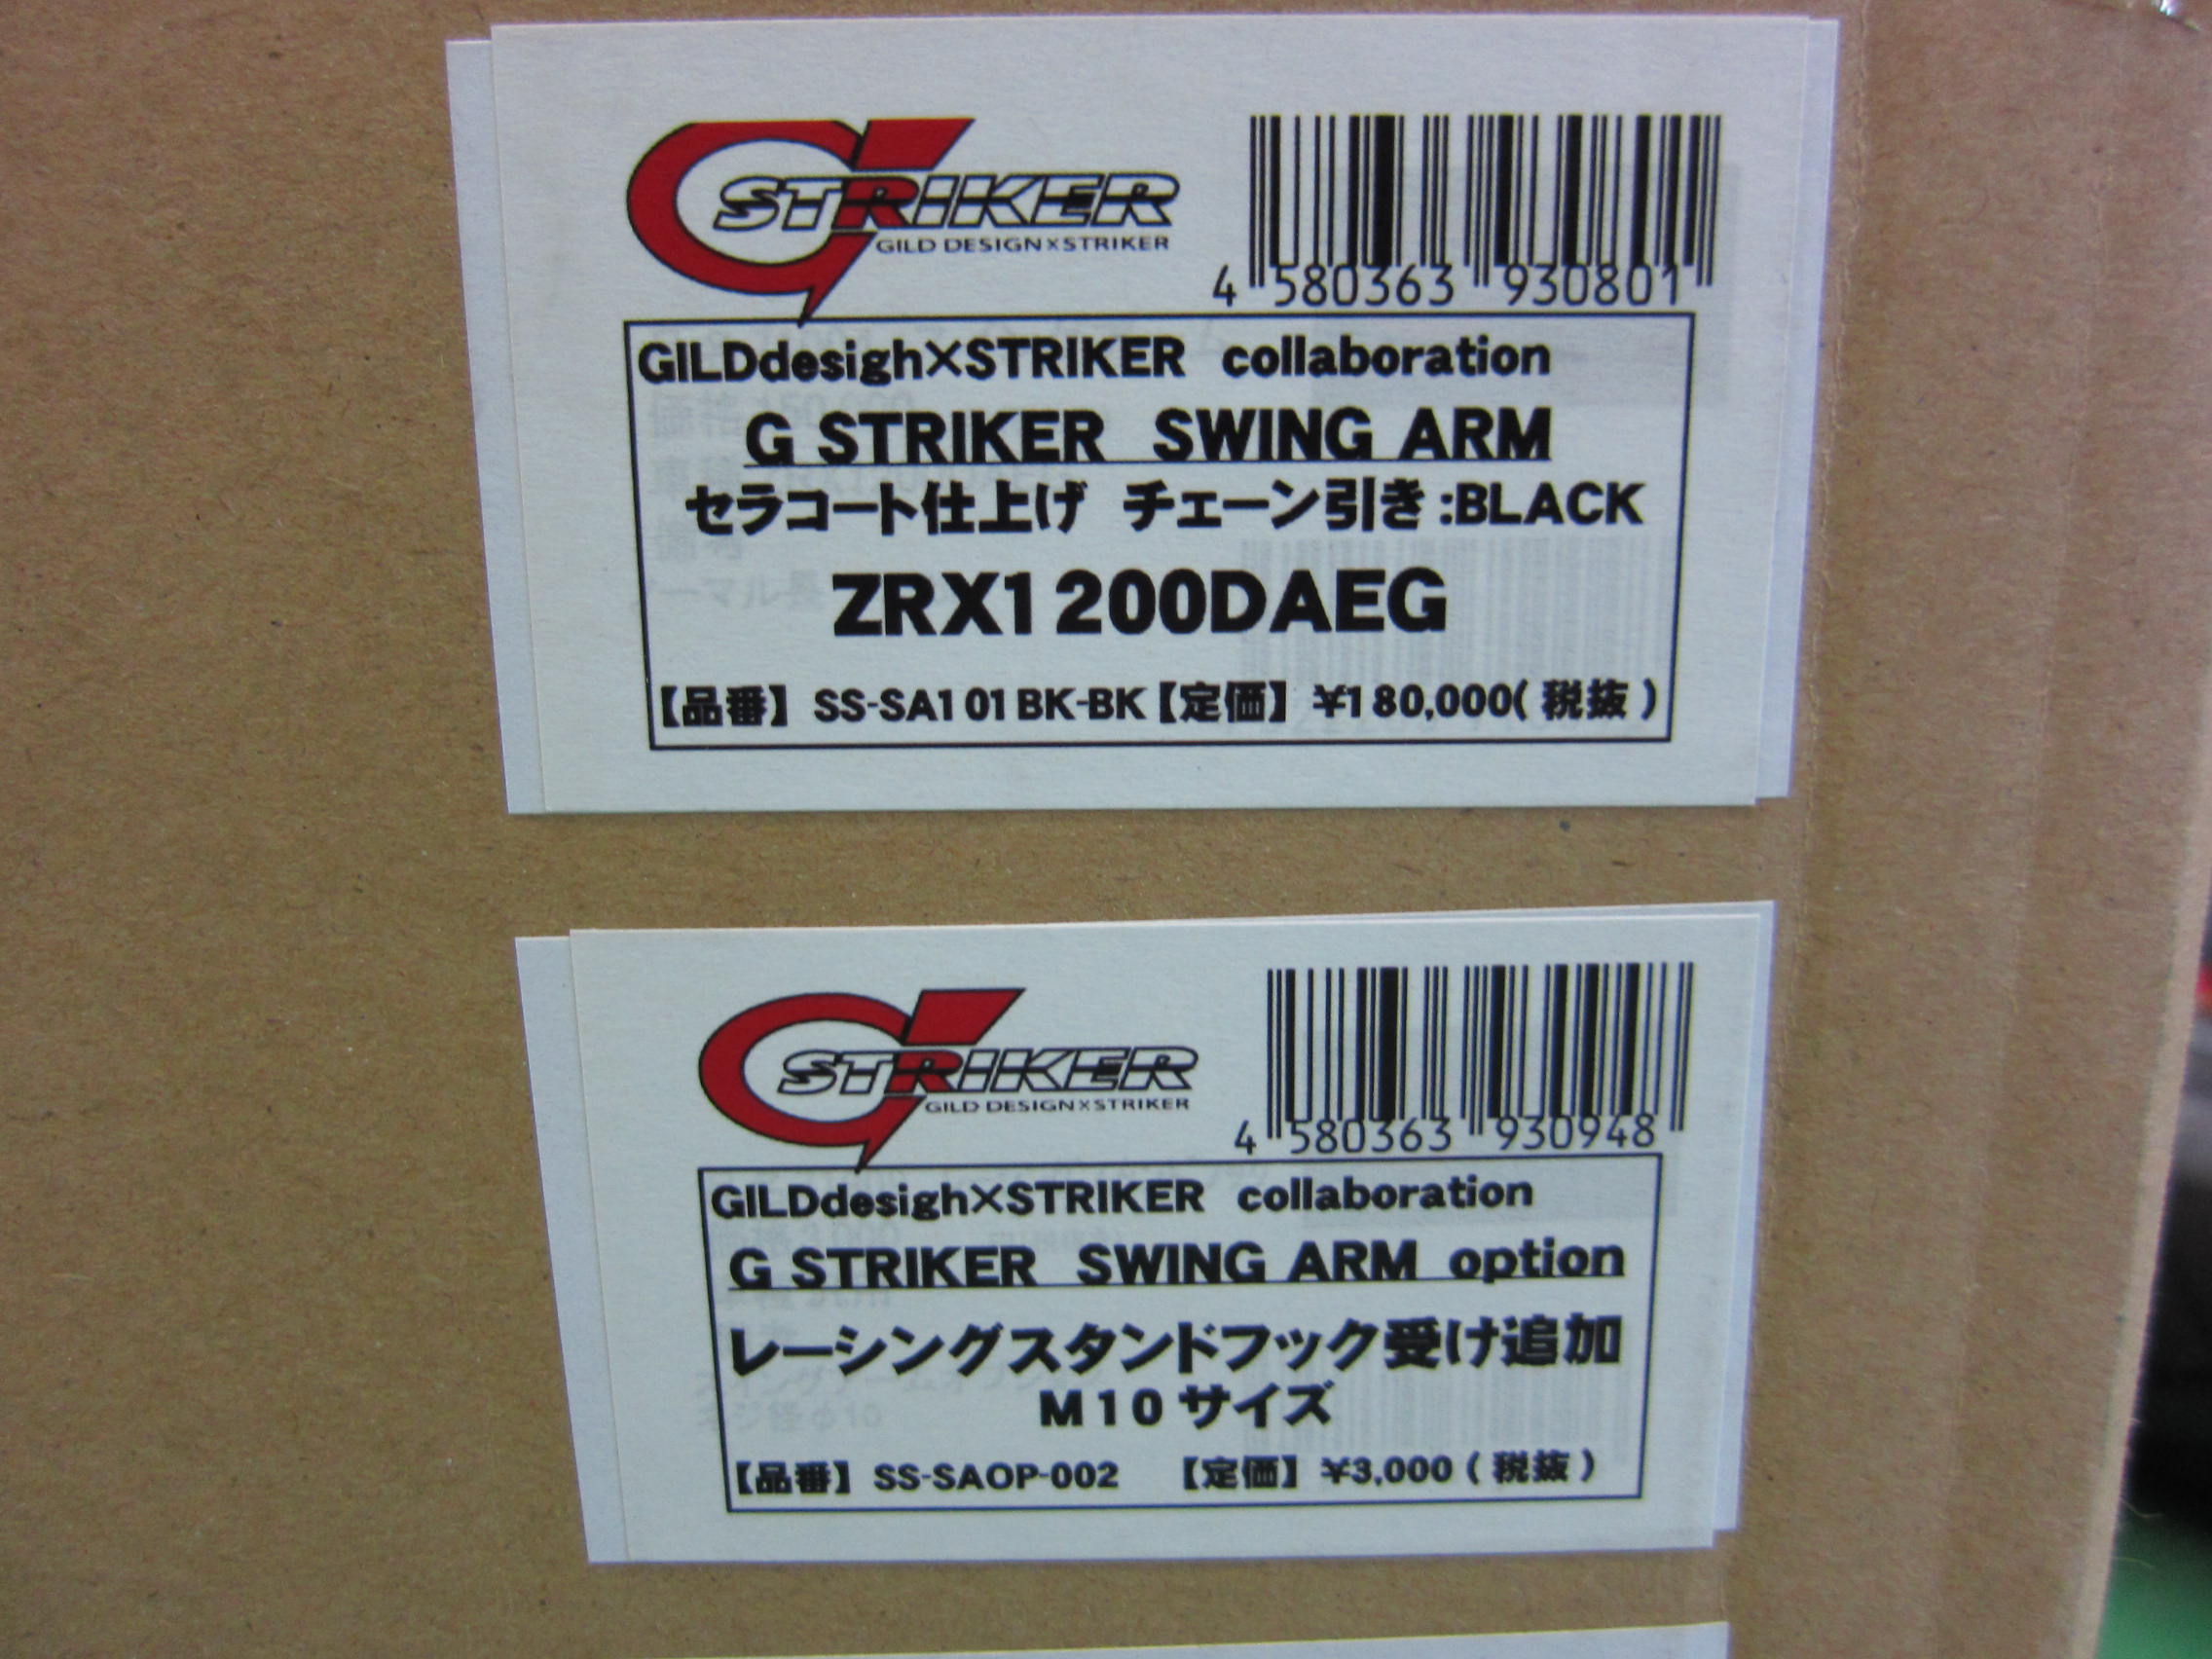 STRIKER
GILD DESIGN×STRIKER
4 580363 930801
GILDdesigh×STRIKER collaboration
G STRIKER SWING ARM
セラコート仕上げ チェーン引き:BLACK
ZRX1200DAEG
【品番】 SS-SA101BK-BK【定価】 ¥180,000(税抜)
STRIKER
GILD DESIGN×STRIKER
4 580363 930948
GILDdesigh×STRIKER collaboration
G STRIKER SWING ARM option
レーシングスタンドフック受け追加
M10サイズ
【品番】 SS-SAOP-002 【定価】 ¥3,000(税抜)